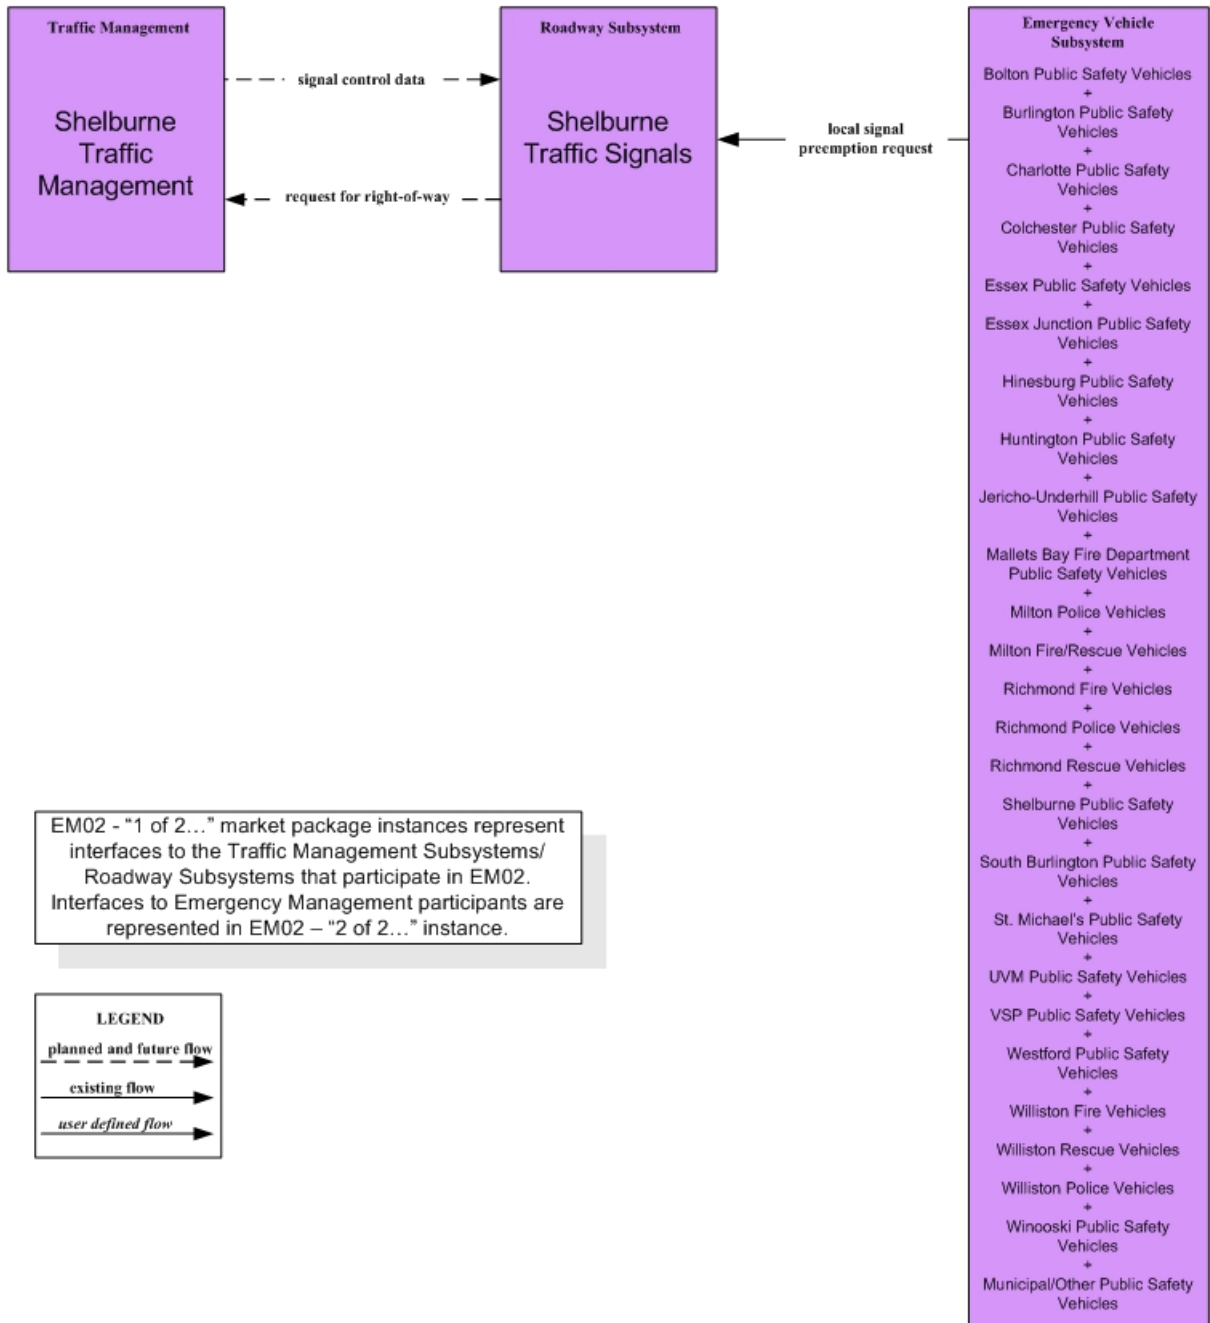 Traffic Management
Shelburne
Traffic
Management
signal control data
request for right-of-way
Roadway Subsystem
Shelburne
Traffic Signals
local signal
preemption request
Emergency Vehicle
Subsystem
Bolton Public Safety Vehicles
+
Burlington Public Safety
Vehicles
+
Charlotte Public Safety
Vehicles
+
Colchester Public Safety
Vehicles
+
Essex Public Safety Vehicles
+
Essex Junction Public Safety
Vehicles
+
Hinesburg Public Safety
Vehicles
+
Huntington Public Safety
Vehicles
+
Jericho-Underhill Public Safety
Vehicles
+
Mallets Bay Fire Department
Public Safety Vehicles
+
Milton Police Vehicles
+
Milton Fire/Rescue Vehicles
+
Richmond Fire Vehicles
+
Richmond Police Vehicles
+
Richmond Rescue Vehicles
+
Shelburne Public Safety
Vehicles
+
South Burlington Public Safety
Vehicles
+
St. Michael's Public Safety
Vehicles
+
UVM Public Safety Vehicles
+
VSP Public Safety Vehicles
+
Westford Public Safety
Vehicles
+
Williston Fire Vehicles
+
Williston Rescue Vehicles
+
Williston Police Vehicles
+
Winooski Public Safety
Vehicles
+
Municipal/Other Public Safety
Vehicles
EM02 - “1 of 2…” market package instances represent
interfaces to the Traffic Management Subsystems/
Roadway Subsystems that participate in EM02.
Interfaces to Emergency Management participants are
represented in EM02 – “2 of 2…” instance.
LEGEND
planned and future flow
existing flow
user defined flow